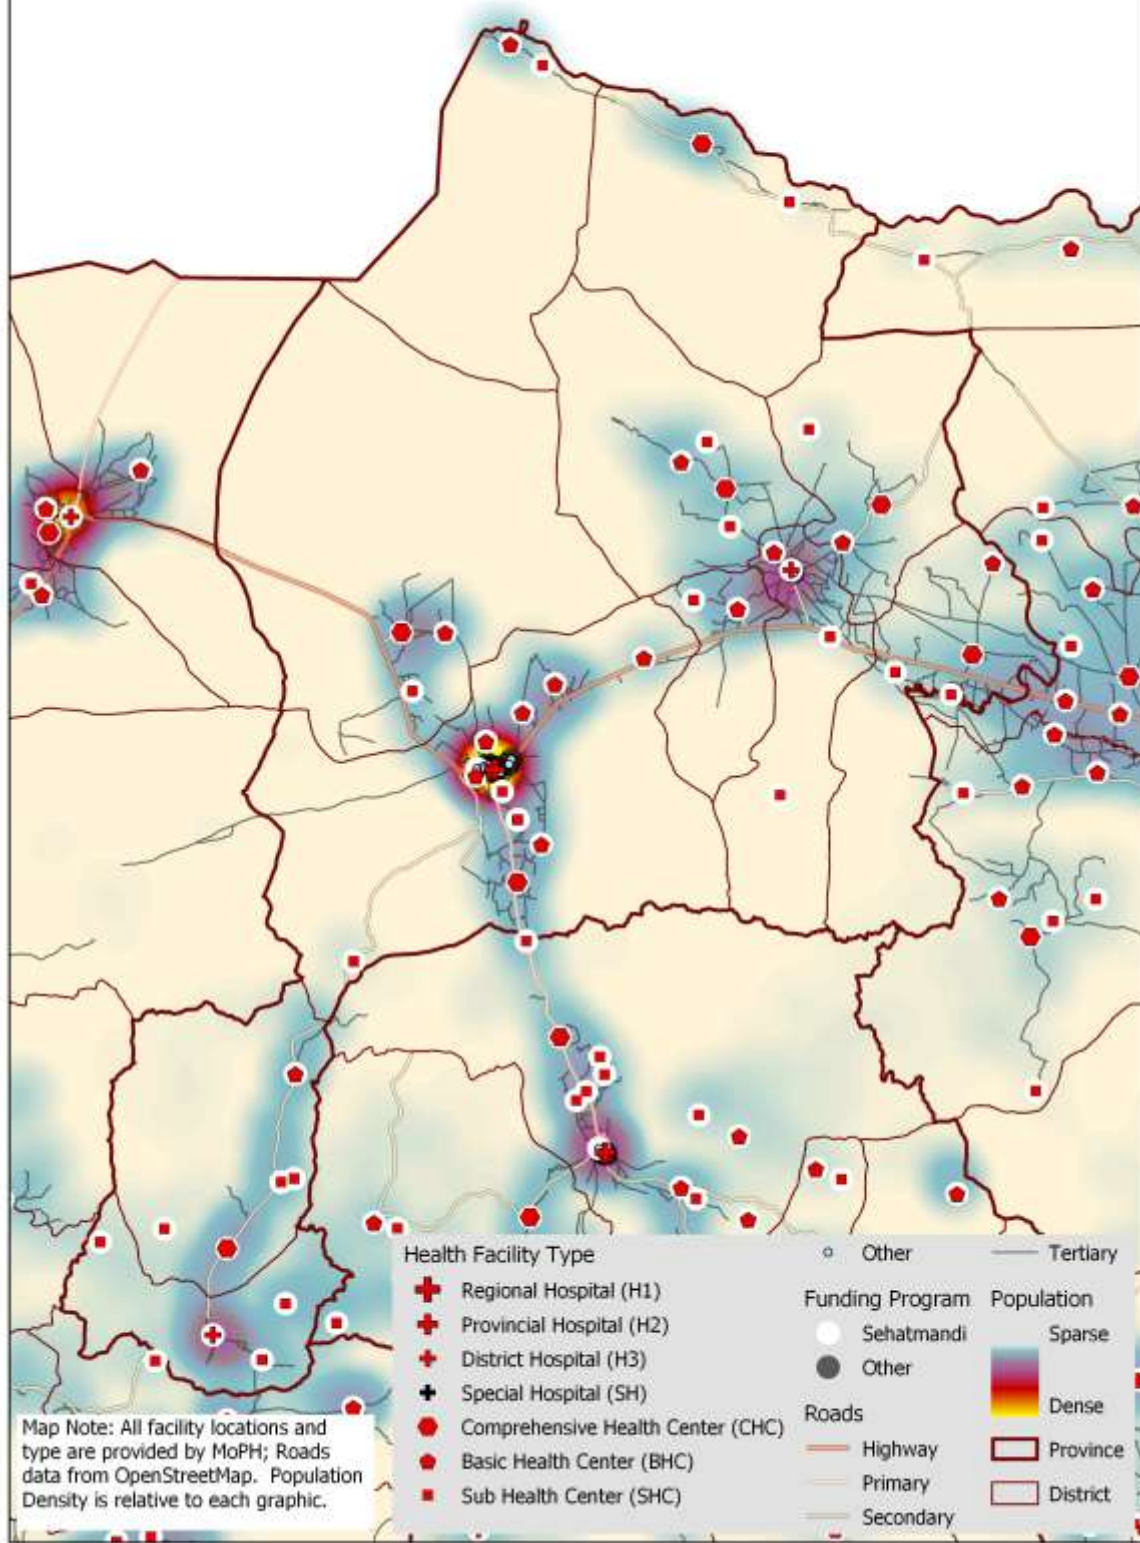 Health Facility Type
Regional Hospital (H1)
Provincial Hospital (H2)
District Hospital (H3)
Special Hospital (SH)
Comprehensive Health Center (CHC)
Basic Health Center (BHC)
Sub Health Center (SHC)
Other
Funding Program
Sehatmandi
Other
Roads
Highway
Primary
Secondary
Tertiary
Population
Sparse
Dense
Province
District
Map Note: All facility locations and
type are provided by MoPH; Roads
data from OpenStreetMap. Population
Density is relative to each graphic.